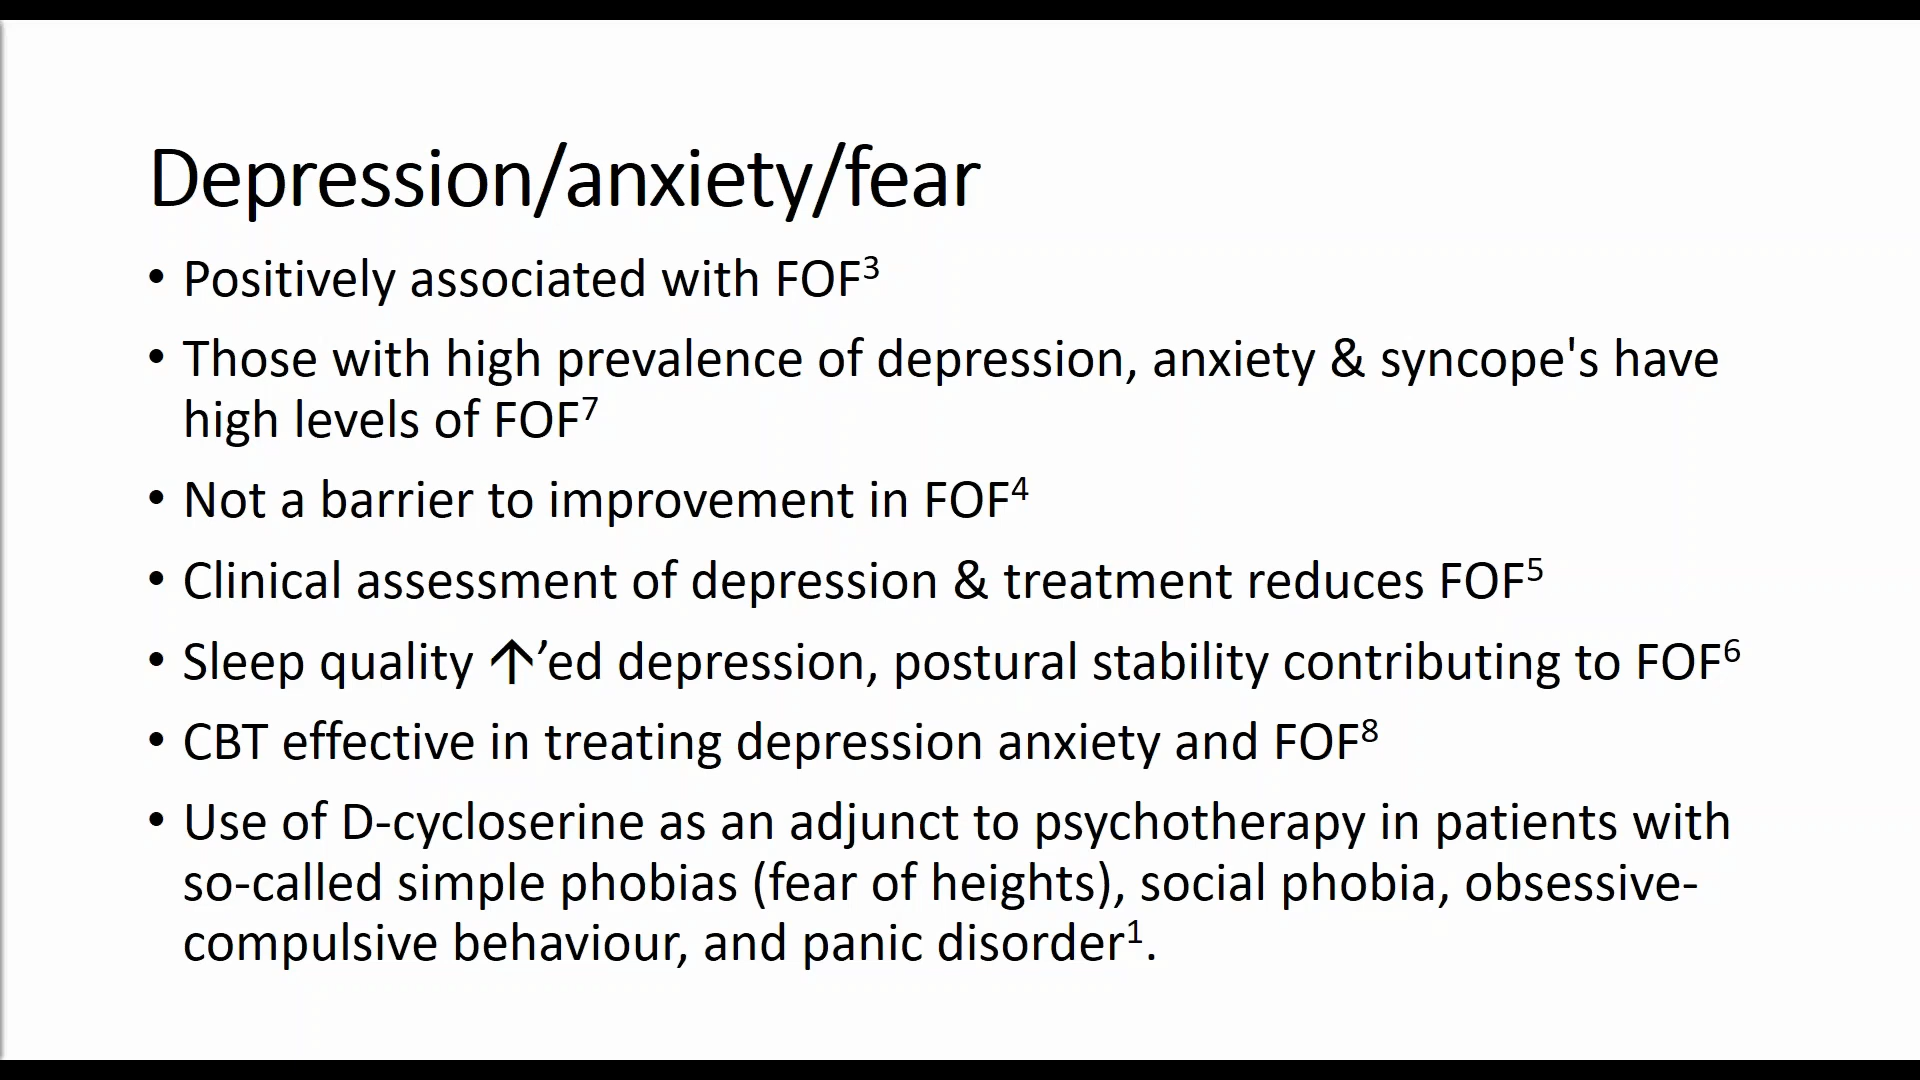 Depression/anxiety/fear
• Positively associated with FOF³
• Those with high prevalence of depression, anxiety & syncope's have
high levels of FOF⁷
• Not a barrier to improvement in FOF⁴
• Clinical assessment of depression & treatment reduces FOF⁵
• Sleep quality ↑’ed depression, postural stability contributing to FOF⁶
• CBT effective in treating depression anxiety and FOF⁸
• Use of D-cycloserine as an adjunct to psychotherapy in patients with
so-called simple phobias (fear of heights), social phobia, obsessive-
compulsive behaviour, and panic disorder¹.